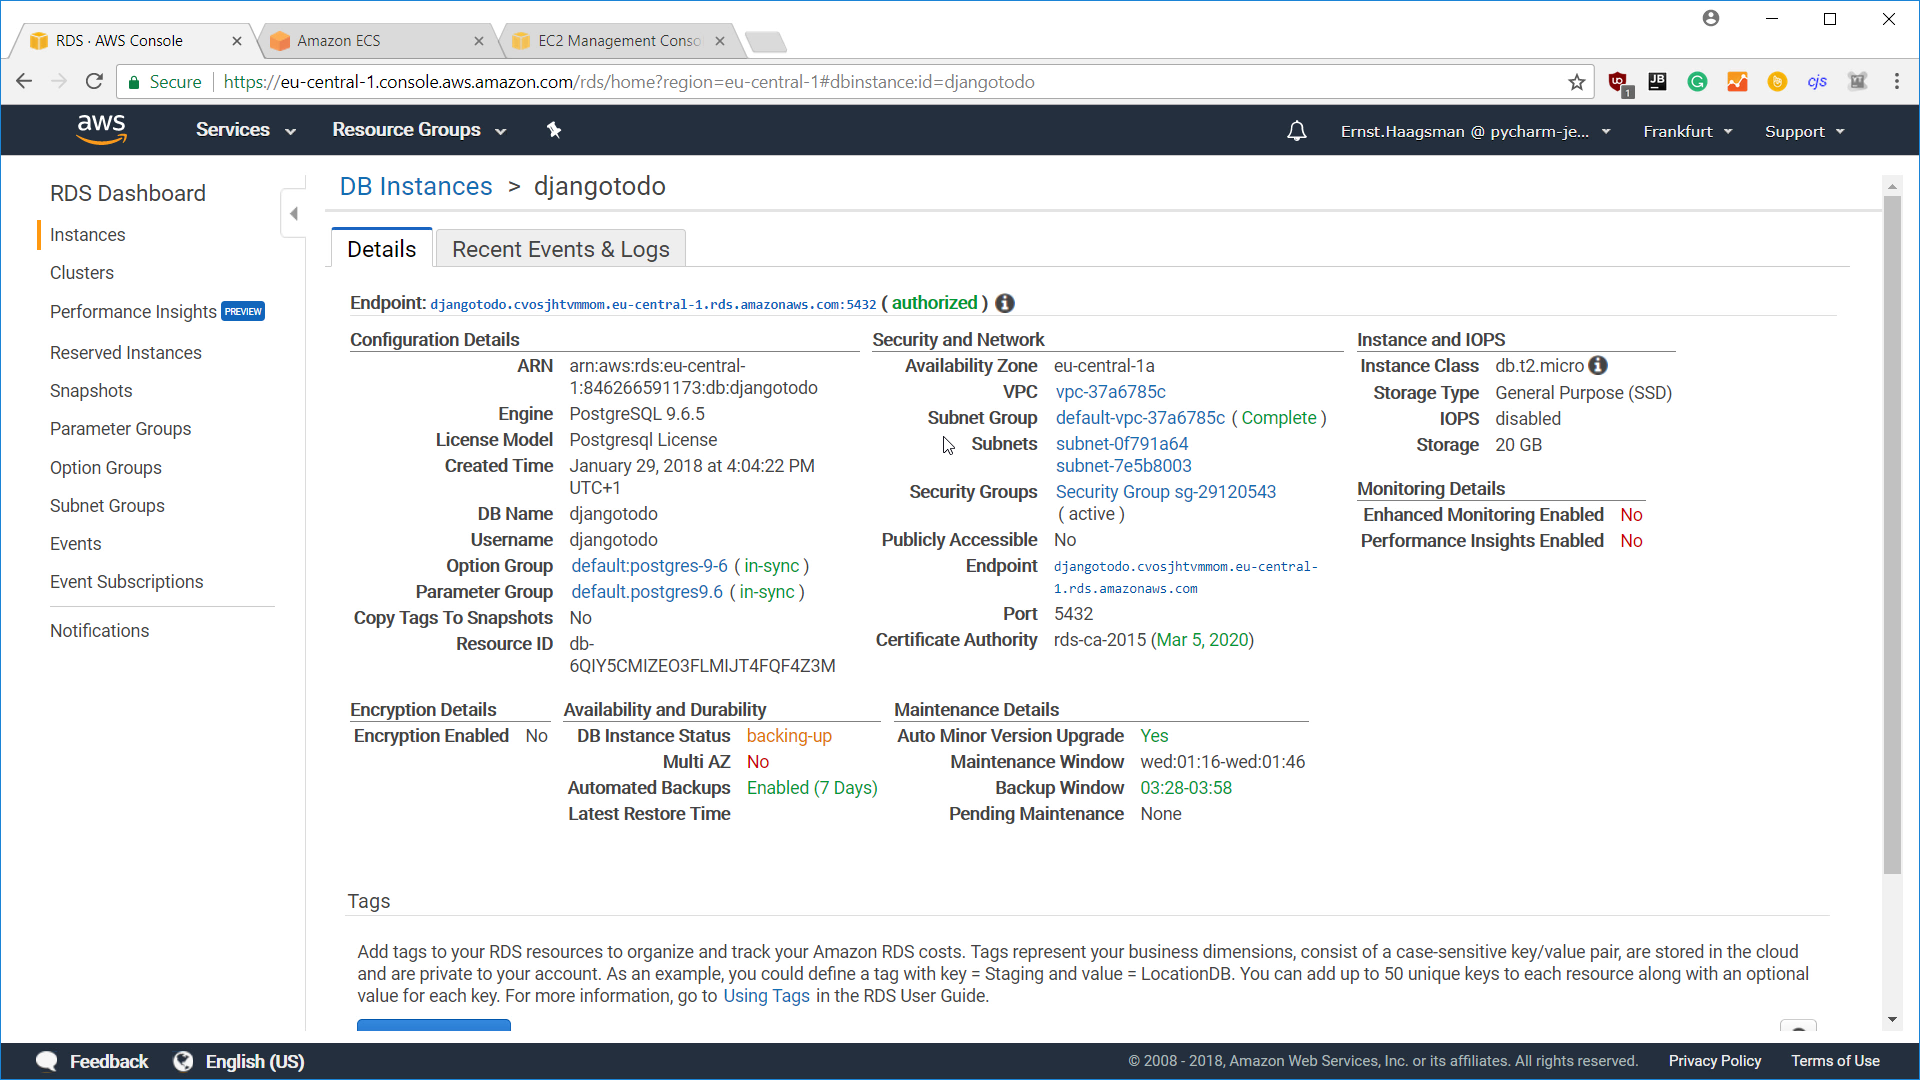 RDS · AWS Console
Amazon ECS
EC2 Management Conso
Secure
https://eu-central-1.console.aws.amazon.com/rds/home?region=eu-central-1#dbinstance:id=djangotodo
1
JB
cjs
aws
Services
Resource Groups
Ernst.Haagsman @ pycharm-je...
Frankfurt
Support
RDS Dashboard
Instances
Clusters
Performance Insights PREVIEW
Reserved Instances
Snapshots
Parameter Groups
Option Groups
Subnet Groups
Events
Event Subscriptions
Notifications
DB Instances > djangotodo
Details
Recent Events & Logs
Endpoint: djangotodo.cvosjhtvmmom.eu-central-1.rds.amazonaws.com:5432 ( authorized )
Configuration Details
ARN arn:aws:rds:eu-central-
1:846266591173:db:djangotodo
Engine PostgreSQL 9.6.5
License Model Postgresql License
Created Time January 29, 2018 at 4:04:22 PM
UTC+1
DB Name djangotodo
Username djangotodo
Option Group default:postgres-9-6 ( in-sync )
Parameter Group default.postgres9.6 ( in-sync )
Copy Tags To Snapshots No
Resource ID db-
6QIY5CMIZEO3FLMIJT4FQF4Z3M
Security and Network
Availability Zone eu-central-1a
VPC vpc-37a6785c
Subnet Group default-vpc-37a6785c ( Complete )
Subnets subnet-0f791a64
subnet-7e5b8003
Security Groups Security Group sg-29120543
( active )
Publicly Accessible No
Endpoint djangotodo.cvosjhtvmmom.eu-central-
1.rds.amazonaws.com
Port 5432
Certificate Authority rds-ca-2015 (Mar 5, 2020)
Instance and IOPS
Instance Class db.t2.micro
Storage Type General Purpose (SSD)
IOPS disabled
Storage 20 GB
Monitoring Details
Enhanced Monitoring Enabled No
Performance Insights Enabled No
Encryption Details
Encryption Enabled No
Availability and Durability
DB Instance Status backing-up
Multi AZ No
Automated Backups Enabled (7 Days)
Latest Restore Time
Maintenance Details
Auto Minor Version Upgrade Yes
Maintenance Window wed:01:16-wed:01:46
Backup Window 03:28-03:58
Pending Maintenance None
Tags
Add tags to your RDS resources to organize and track your Amazon RDS costs. Tags represent your business dimensions, consist of a case-sensitive key/value pair, are stored in the cloud
and are private to your account. As an example, you could define a tag with key = Staging and value = LocationDB. You can add up to 50 unique keys to each resource along with an optional
value for each key. For more information, go to Using Tags in the RDS User Guide.
Feedback
English (US)
© 2008 - 2018, Amazon Web Services, Inc. or its affiliates. All rights reserved.
Privacy Policy
Terms of Use